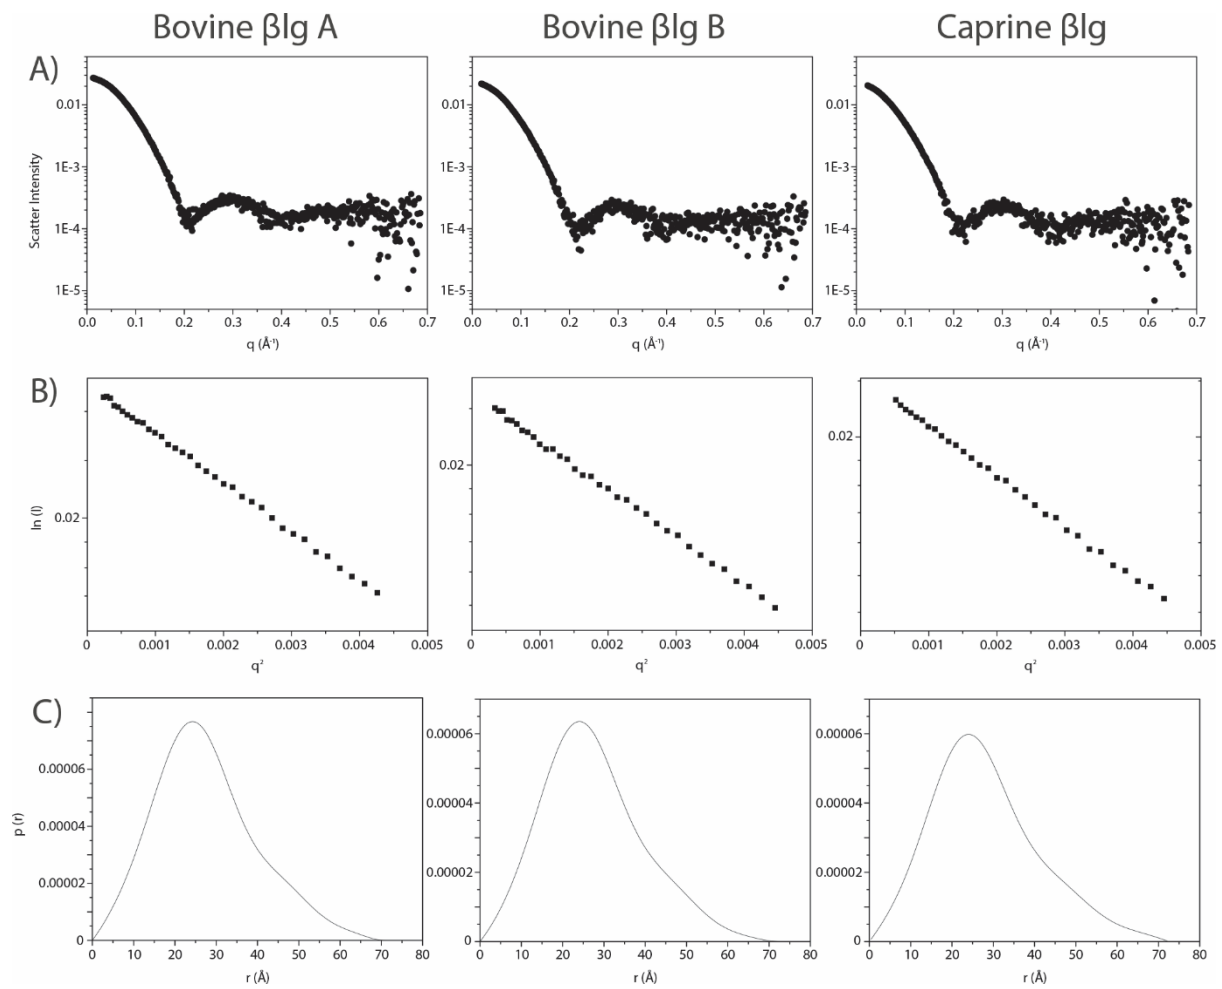 Bovine βlg A Bovine βlg B Caprine βlg
A)
0.01 0.01 0.01
1E-3 1E-3 1E-3
Scatter Intensity
1E-4 1E-4 1E-4
1E-5 1E-5 1E-5
0.0 0.1 0.2 0.3 0.4 0.5 0.6 0.7 0.0 0.1 0.2 0.3 0.4 0.5 0.6 0.7 0.0 0.1 0.2 0.3 0.4 0.5 0.6 0.7
q (Å⁻¹) q (Å⁻¹) q (Å⁻¹)
B)
0.02 0.02 0.02
ln (I)
0 0.001 0.002 0.003 0.004 0.005 0 0.001 0.002 0.003 0.004 0.005 0 0.001 0.002 0.003 0.004 0.005
q² q² q²
C)
0.00006 0.00006 0.00006
0.00004 0.00004 0.00004
p (r)
0.00002 0.00002 0.00002
0 0 0
0 10 20 30 40 50 60 70 80 0 10 20 30 40 50 60 70 80 0 10 20 30 40 50 60 70 80
r (Å) r (Å) r (Å)